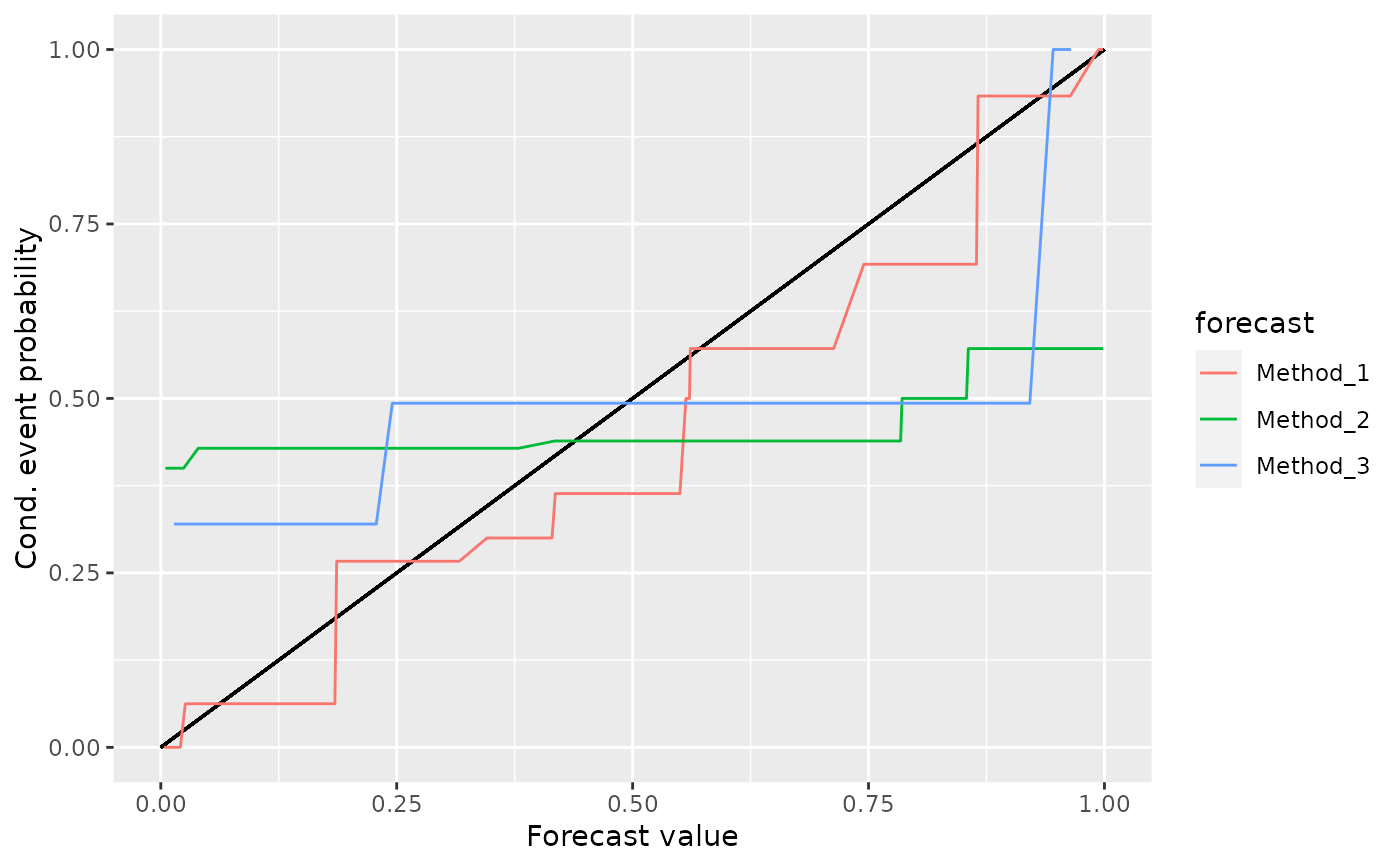 1.00
0.75
0.50
0.25
0.00
Cond. event probability
0.00 0.25 0.50 0.75 1.00
Forecast value
forecast
Method_1
Method_2
Method_3